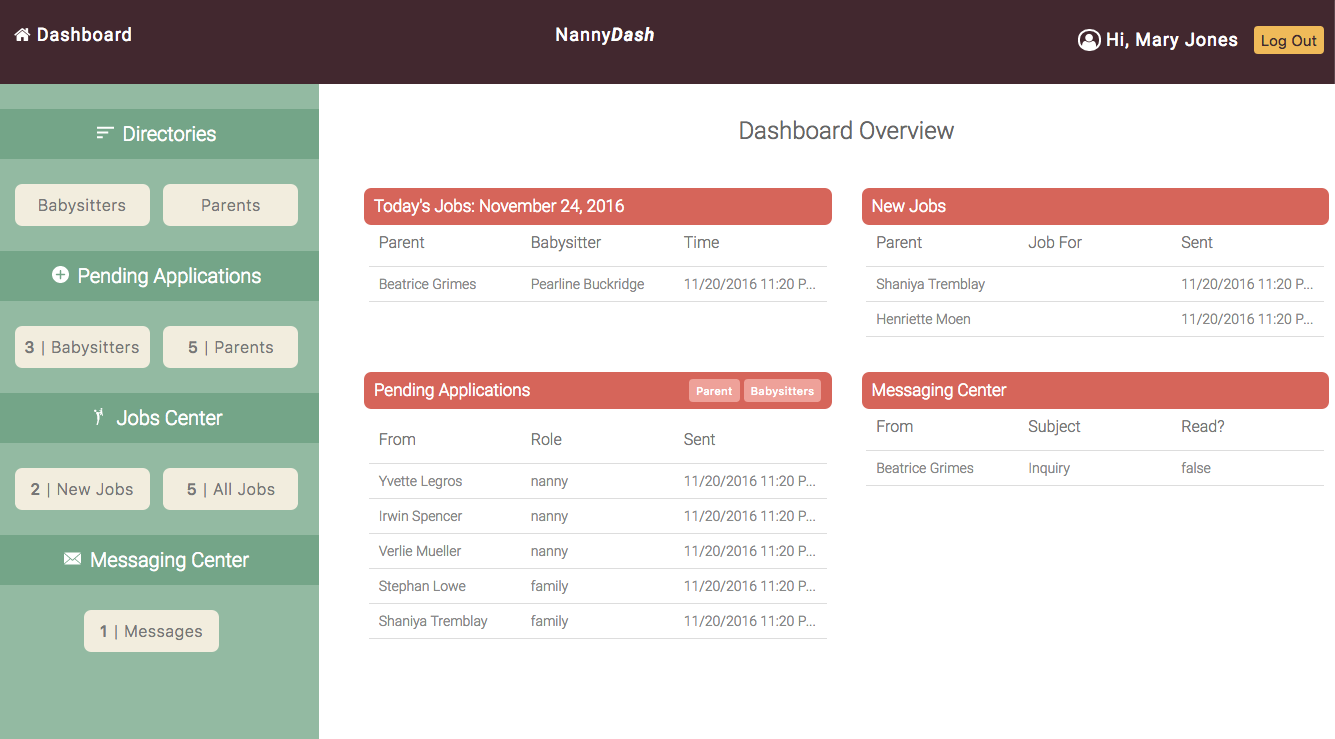 Dashboard
NannyDash
Hi, Mary Jones
Log Out
Directories
Babysitters
Parents
Pending Applications
3 | Babysitters
5 | Parents
Jobs Center
2 | New Jobs
5 | All Jobs
Messaging Center
1 | Messages
Dashboard Overview
Today's Jobs: November 24, 2016
Parent Babysitter Time
Beatrice Grimes Pearline Buckridge 11/20/2016 11:20 P...
New Jobs
Parent Job For Sent
Shaniya Tremblay 11/20/2016 11:20 P...
Henriette Moen 11/20/2016 11:20 P...
Pending Applications Parent Babysitters
From Role Sent
Yvette Legros nanny 11/20/2016 11:20 P...
Irwin Spencer nanny 11/20/2016 11:20 P...
Verlie Mueller nanny 11/20/2016 11:20 P...
Stephan Lowe family 11/20/2016 11:20 P...
Shaniya Tremblay family 11/20/2016 11:20 P...
Messaging Center
From Subject Read?
Beatrice Grimes Inquiry false